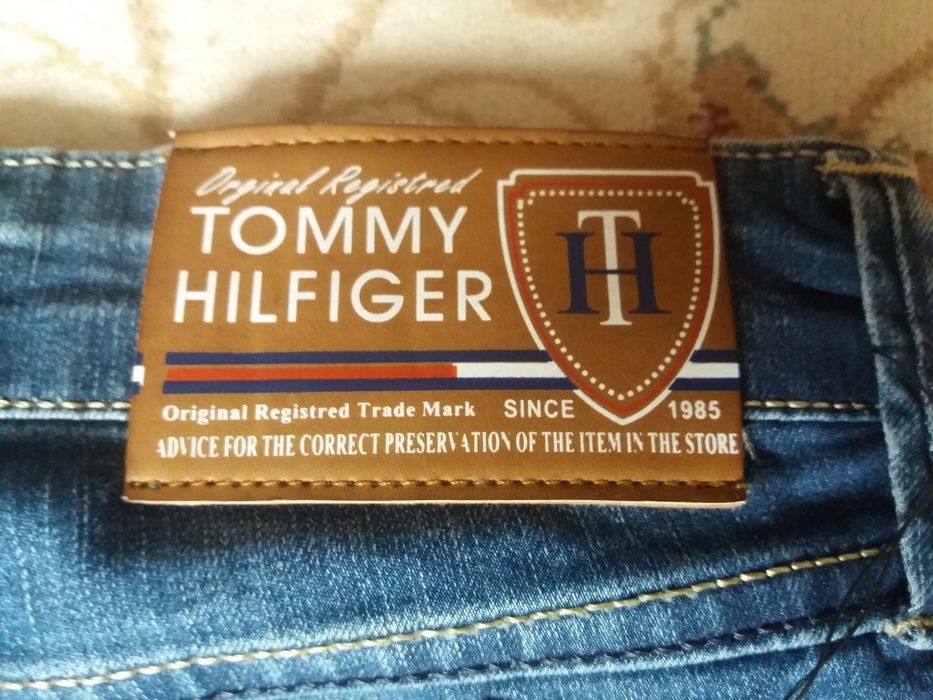 Orginal Registred
TOMMY
HILFIGER
TH
Original Registred Trade Mark SINCE 1985
ADVICE FOR THE CORRECT PRESERVATION OF THE ITEM IN THE STORE